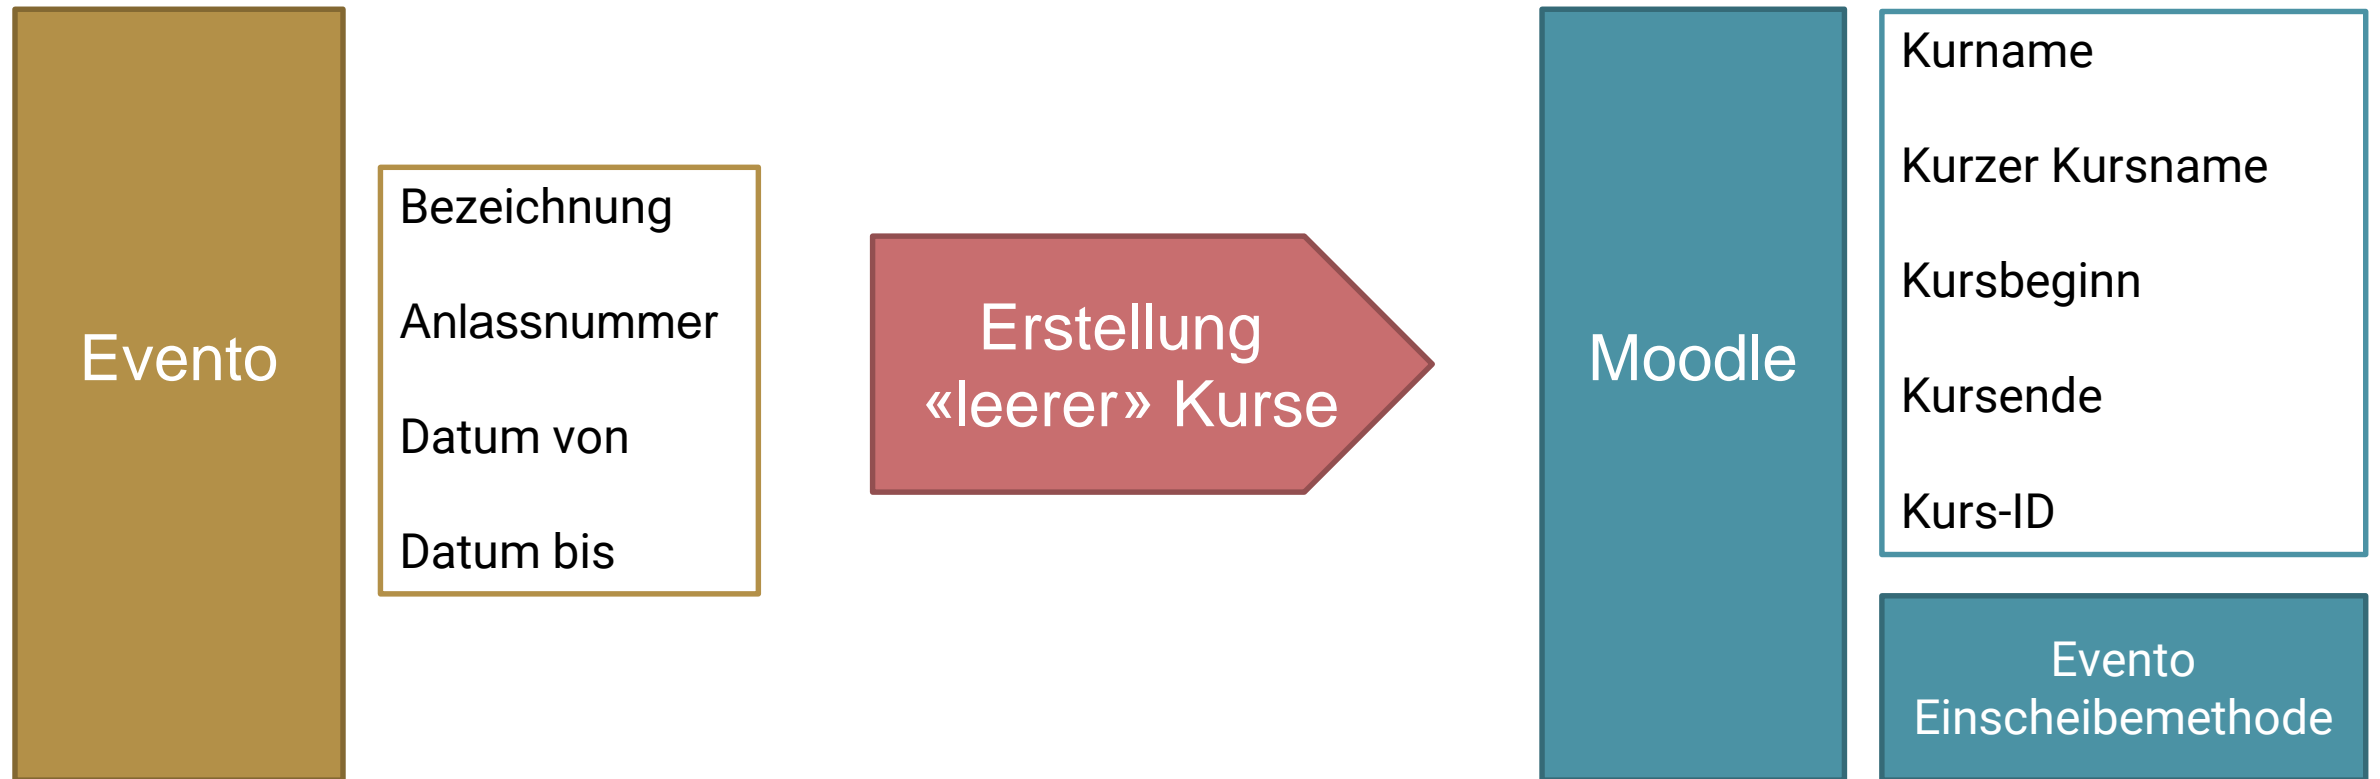 Evento
Bezeichnung
Anlassnummer
Datum von
Datum bis
Erstellung
«leerer» Kurse
Moodle
Kurname
Kurzer Kursname
Kursbeginn
Kursende
Kurs-ID
Evento
Einscheibemethode